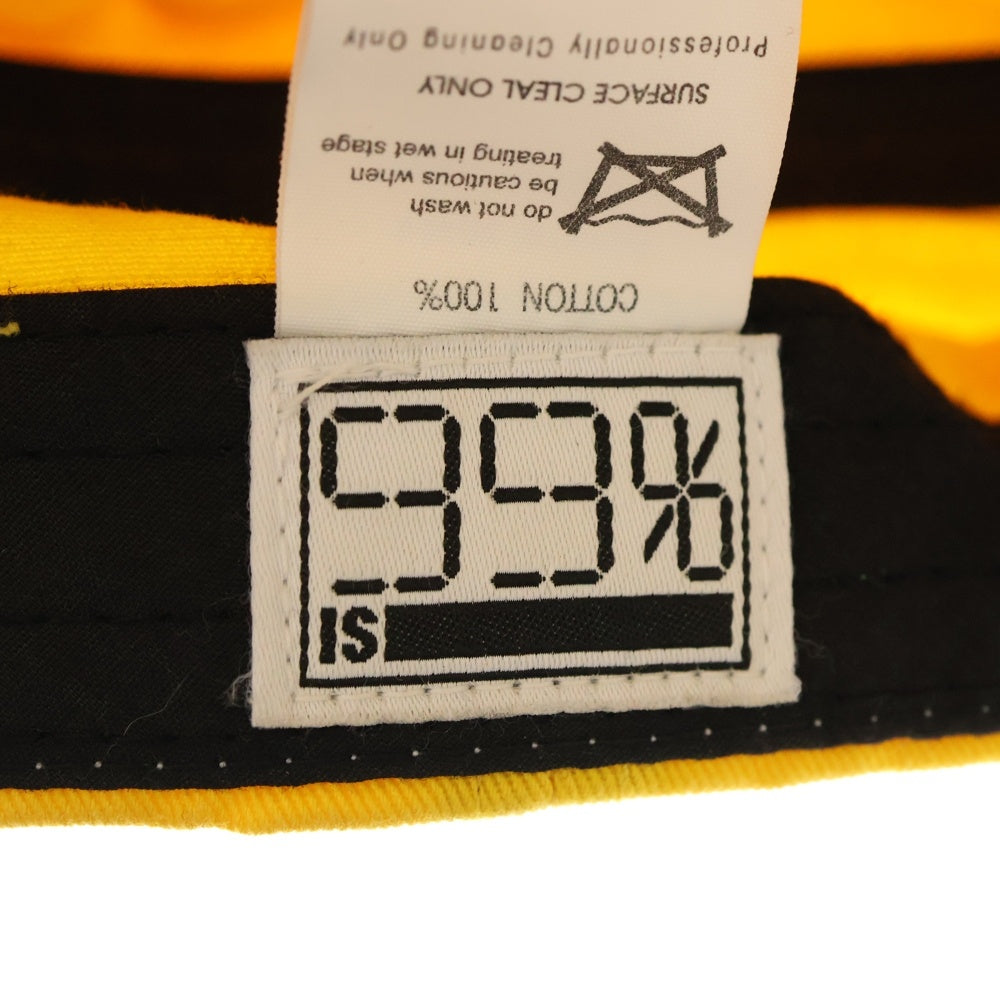 COTTON 100%
do not wash
be cautious when
treating in wet stage
SURFACE CLEAL ONLY
Professionally Cleaning Only
99%
IS